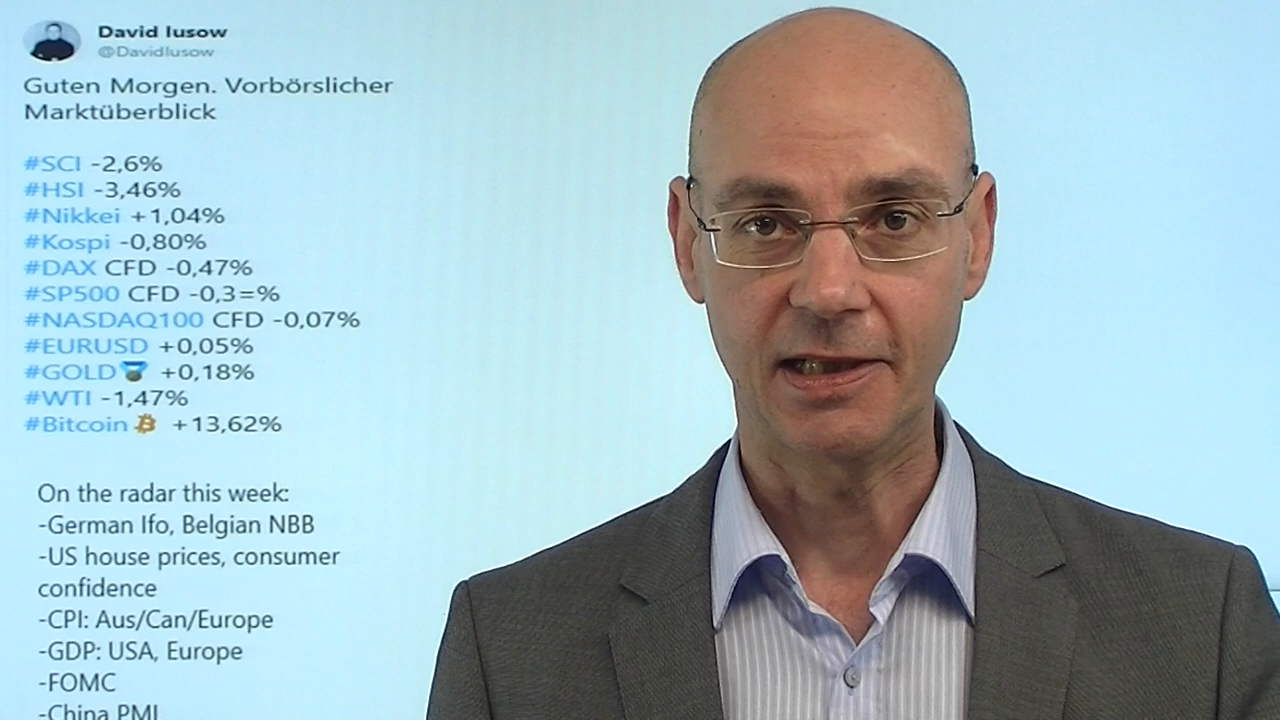 David Iusow
@DavidIusow
Guten Morgen. Vorbörslicher
Marktüberblick
#SCI -2,6%
#HSI -3,46%
#Nikkei +1,04%
#Kospi -0,80%
#DAX CFD -0,47%
#SP500 CFD -0,3=%
#NASDAQ100 CFD -0,07%
#EURUSD +0,05%
#GOLD🏅 +0,18%
#WTI -1,47%
#Bitcoin ₿ +13,62%
On the radar this week:
-German Ifo, Belgian NBB
-US house prices, consumer
confidence
-CPI: Aus/Can/Europe
-GDP: USA, Europe
-FOMC
-China PMI